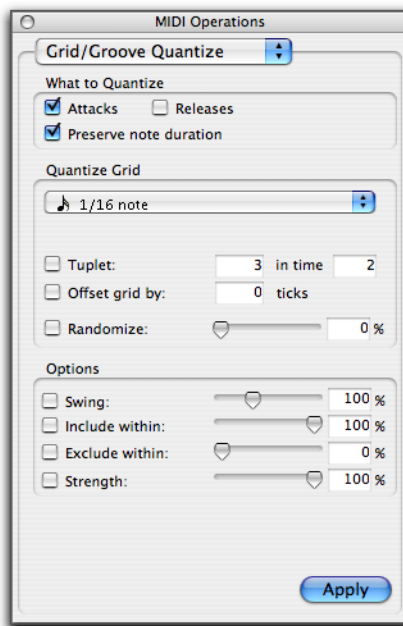 MIDI Operations
Grid/Groove Quantize
What to Quantize
Attacks Releases
Preserve note duration
Quantize Grid
1/16 note
Tuplet: 3 in time 2
Offset grid by: 0 ticks
Randomize: 0 %
Options
Swing: 100 %
Include within: 100 %
Exclude within: 0 %
Strength: 100 %
Apply